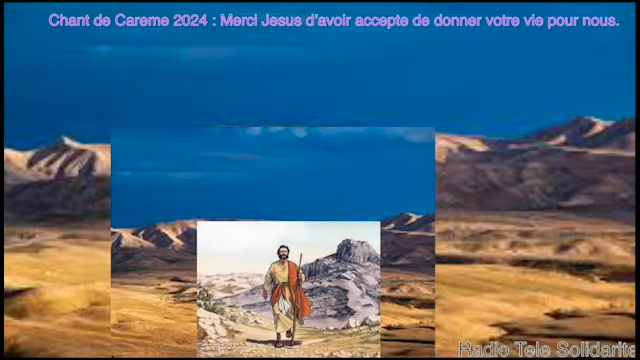 Chant de Careme 2024 : Merci Jesus d'avoir accepte de donner votre vie pour nous.
Radio Tele Solidarite